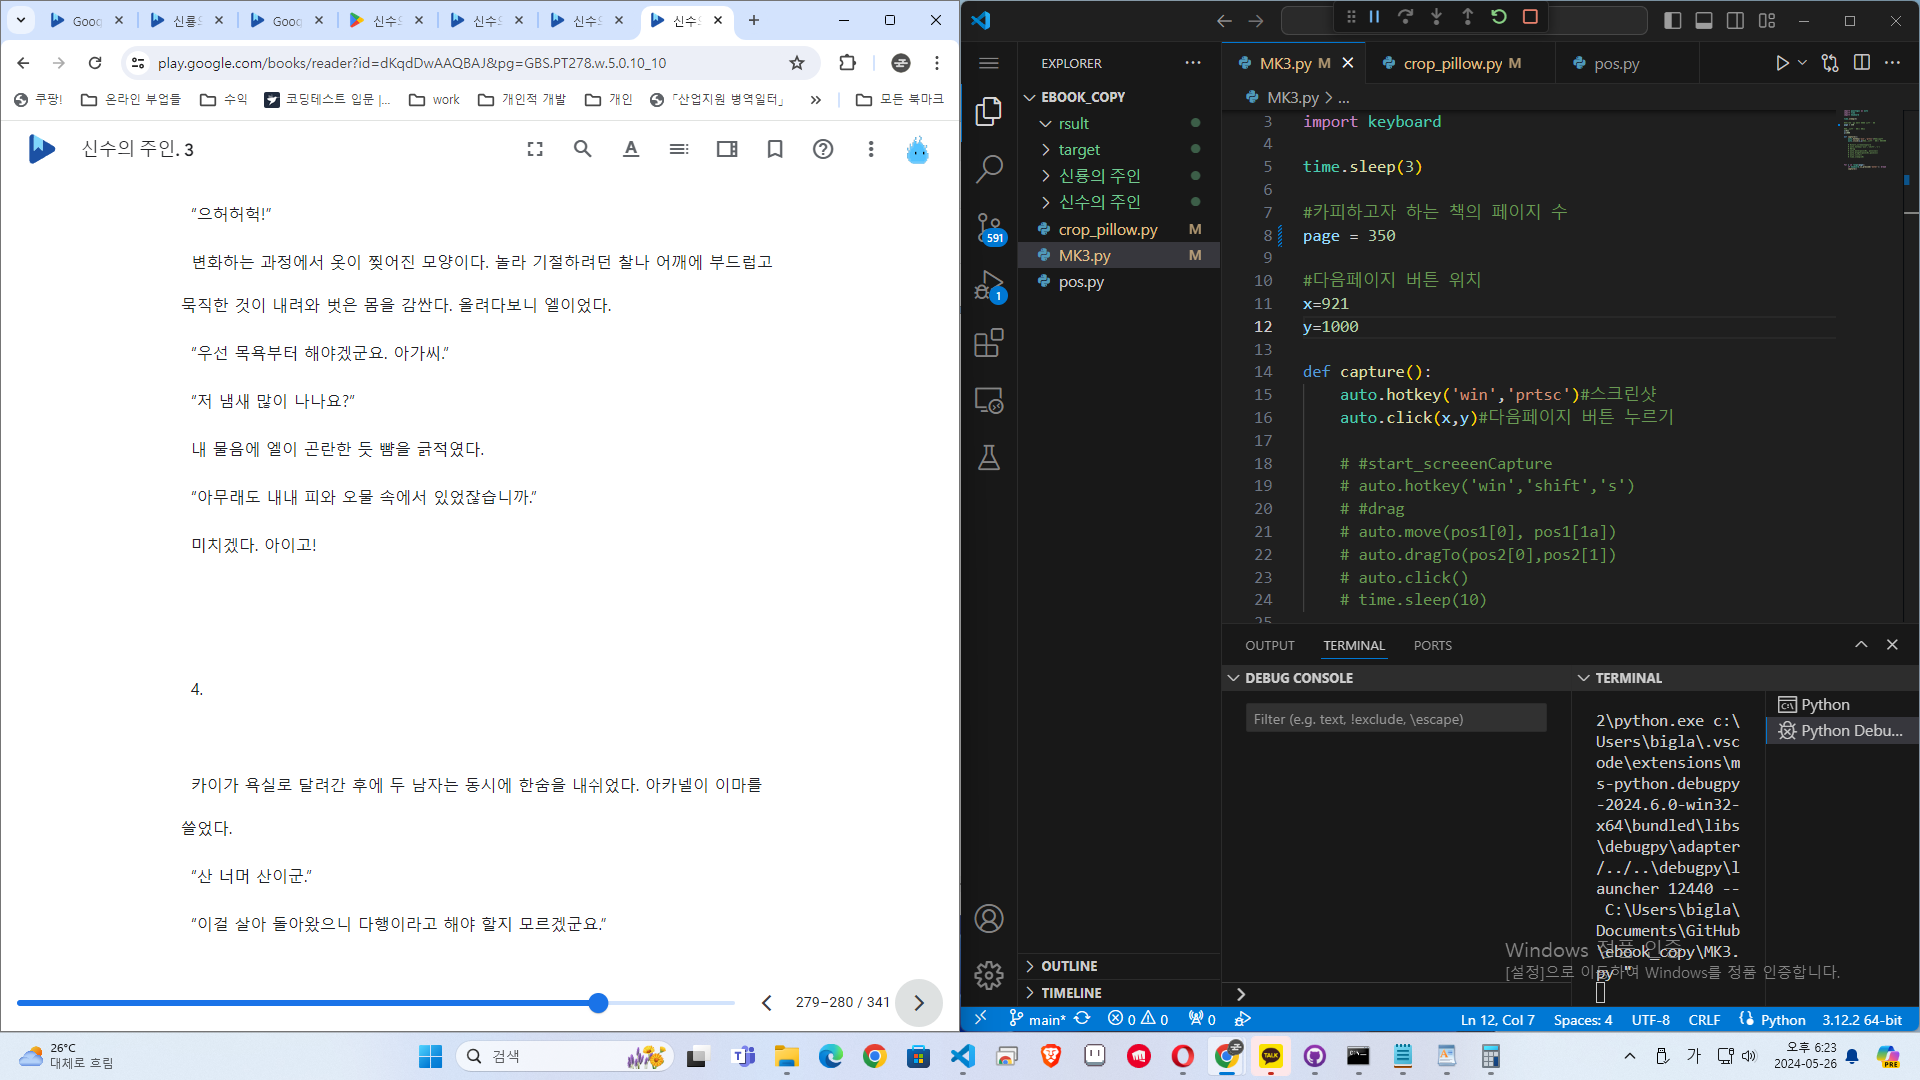 Goog
신룡의
Goog
신수의
신수의
신수의
신수의
play.google.com/books/reader?id=dKqdDwAAQBAJ&pg=GBS.PT278.w.5.0.10_10
쿠팡!
온라인 부업들
수익
코딩테스트 입문 |...
work
개인적 개발
개인
「산업지원 병역일터」
»
모든 북마크
신수의 주인. 3
“으허허헉!”
변화하는 과정에서 옷이 찢어진 모양이다. 놀라 기절하려던 찰나 어깨에 부드럽고
묵직한 것이 내려와 벗은 몸을 감싼다. 올려다보니 엘이었다.
“우선 목욕부터 해야겠군요. 아가씨.”
“저 냄새 많이 나나요?”
내 물음에 엘이 곤란한 듯 뺨을 긁적였다.
“아무래도 내내 피와 오물 속에서 있었잖습니까.”
미치겠다. 아이고!
4.
카이가 욕실로 달려간 후에 두 남자는 동시에 한숨을 내쉬었다. 아카넬이 이마를
쓸었다.
“산 너머 산이군.”
“이걸 살아 돌아왔으니 다행이라고 해야 할지 모르겠군요.”
279–280 / 341
EXPLORER
EBOOK_COPY
rsult
target
신룡의 주인
신수의 주인
crop_pillow.py M
MK3.py M
pos.py
591
1
OUTLINE
TIMELINE
MK3.py M
crop_pillow.py M
pos.py
MK3.py > ...
3 import keyboard
4
5 time.sleep(3)
6
7 #카피하고자 하는 책의 페이지 수
8 page = 350
9
10 #다음페이지 버튼 위치
11 x=921
12 y=1000
13
14 def capture():
15 auto.hotkey('win','prtsc')#스크린샷
16 auto.click(x,y)#다음페이지 버튼 누르기
17
18 # #start_screeenCapture
19 # auto.hotkey('win','shift','s')
20 # #drag
21 # auto.move(pos1[0], pos1[1a])
22 # auto.dragTo(pos2[0],pos2[1])
23 # auto.click()
24 # time.sleep(10)
25
OUTPUT
TERMINAL
PORTS
DEBUG CONSOLE
Filter (e.g. text, !exclude, \escape)
TERMINAL
2\python.exe c:\
Users\bigla\.vsc
ode\extensions\m
s-python.debugpy
-2024.6.0-win32-
x64\bundled\libs
\debugpy\adapter
/../..\debugpy\l
auncher 12440 --
C:\Users\bigla\
Documents\GitHub
\ebook_copy\MK3.
py "
Python
Python Debu...
Windows 정품 인증
[설정]으로 이동하여 Windows를 정품 인증합니다.
main*
0
0
0
Ln 12, Col 7
Spaces: 4
UTF-8
CRLF
Python
3.12.2 64-bit
26°C
대체로 흐림
검색
TALK
가
오후 6:23
2024-05-26
PRE